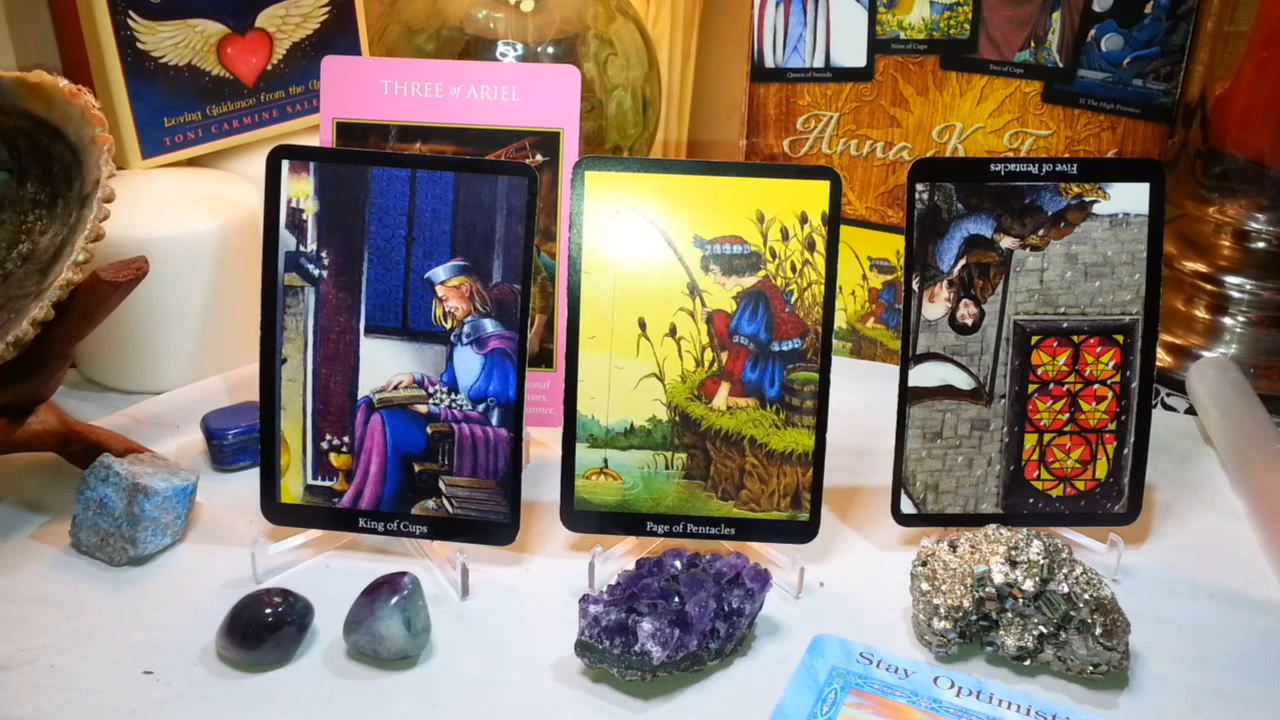 Loving Guidance from the
TONI CARMINE SALE
THREE of ARIEL
Queen of Swords
Nine of Cups
Two of Cups
II The High Priestess
Anna K
Five of Pentacles
King of Cups
Page of Pentacles
Stay Optimist